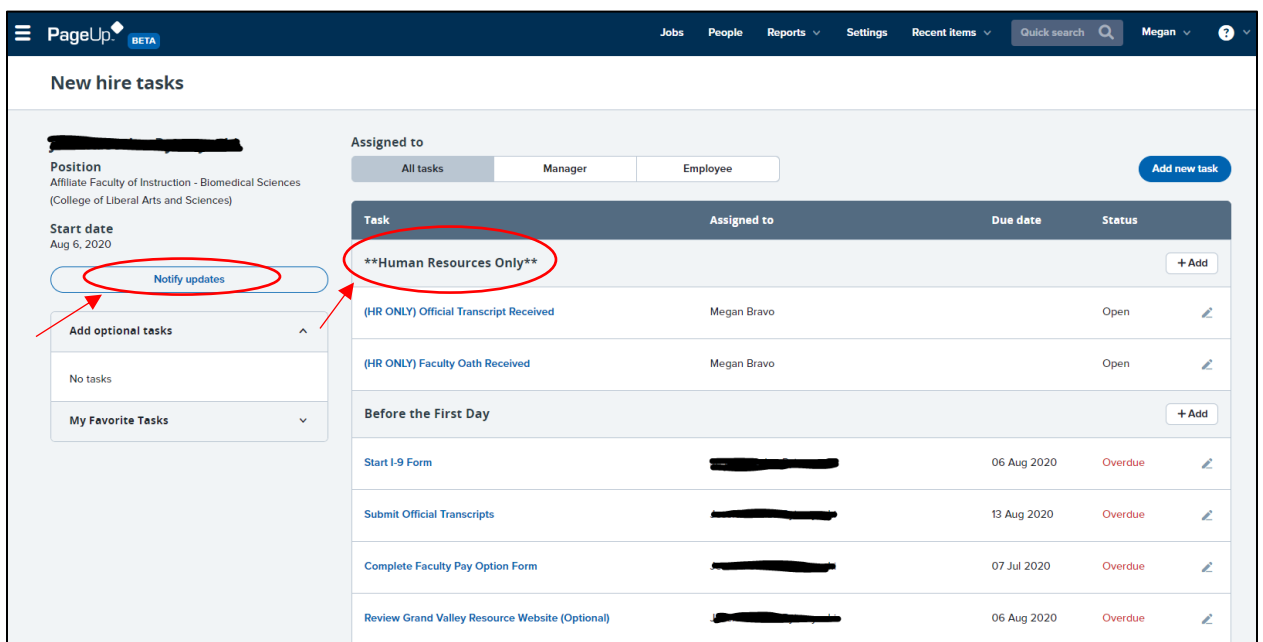 PageUp BETA Jobs People Reports Settings Recent items Quick search Megan ?
New hire tasks
Position
Affiliate Faculty of Instruction - Biomedical Sciences
(College of Liberal Arts and Sciences)
Start date
Aug 6, 2020
Notify updates
Add optional tasks
No tasks
My Favorite Tasks
Assigned to
All tasks Manager Employee
Add new task
Task Assigned to Due date Status
**Human Resources Only** +Add
(HR ONLY) Official Transcript Received Megan Bravo Open
(HR ONLY) Faculty Oath Received Megan Bravo Open
Before the First Day +Add
Start I-9 Form 06 Aug 2020 Overdue
Submit Official Transcripts 13 Aug 2020 Overdue
Complete Faculty Pay Option Form 07 Jul 2020 Overdue
Review Grand Valley Resource Website (Optional) 06 Aug 2020 Overdue